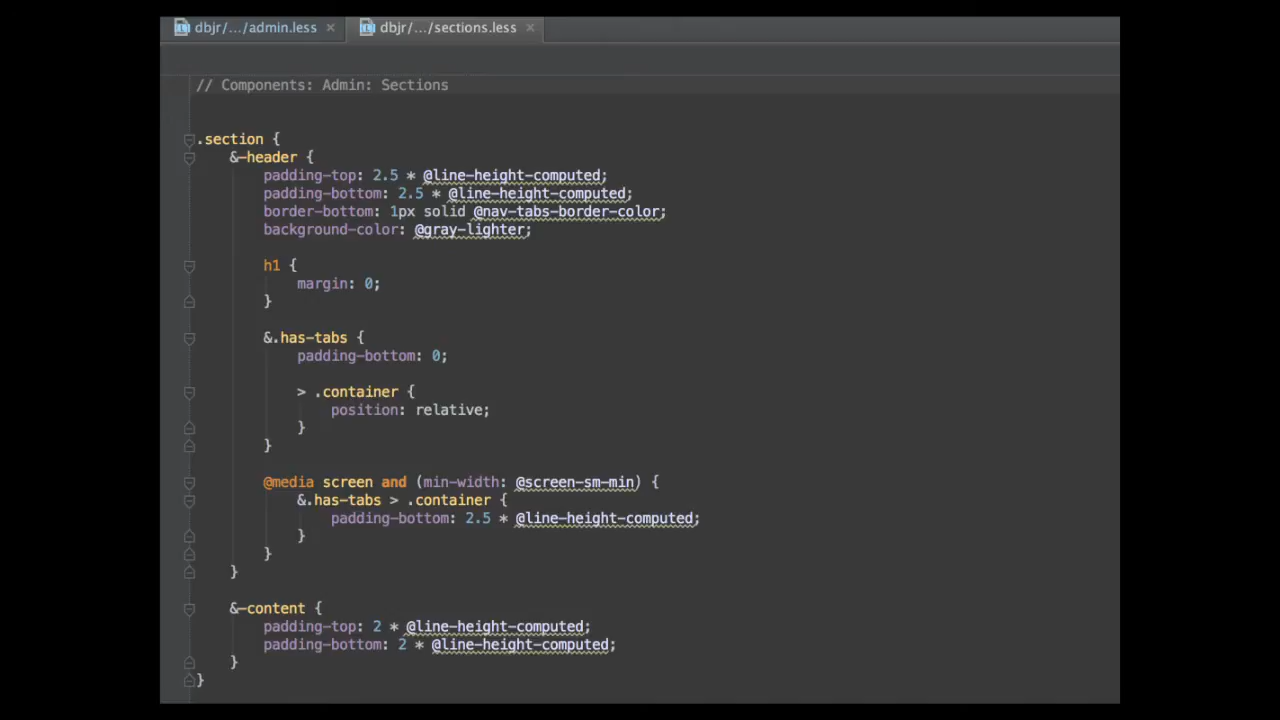 dbjr/.../admin.less × dbjr/.../sections.less ×
// Components: Admin: Sections
.section {
&-header {
padding-top: 2.5 * @line-height-computed;
padding-bottom: 2.5 * @line-height-computed;
border-bottom: 1px solid @nav-tabs-border-color;
background-color: @gray-lighter;
h1 {
margin: 0;
}
&.has-tabs {
padding-bottom: 0;
> .container {
position: relative;
}
}
@media screen and (min-width: @screen-sm-min) {
&.has-tabs > .container {
padding-bottom: 2.5 * @line-height-computed;
}
}
}
&-content {
padding-top: 2 * @line-height-computed;
padding-bottom: 2 * @line-height-computed;
}
}